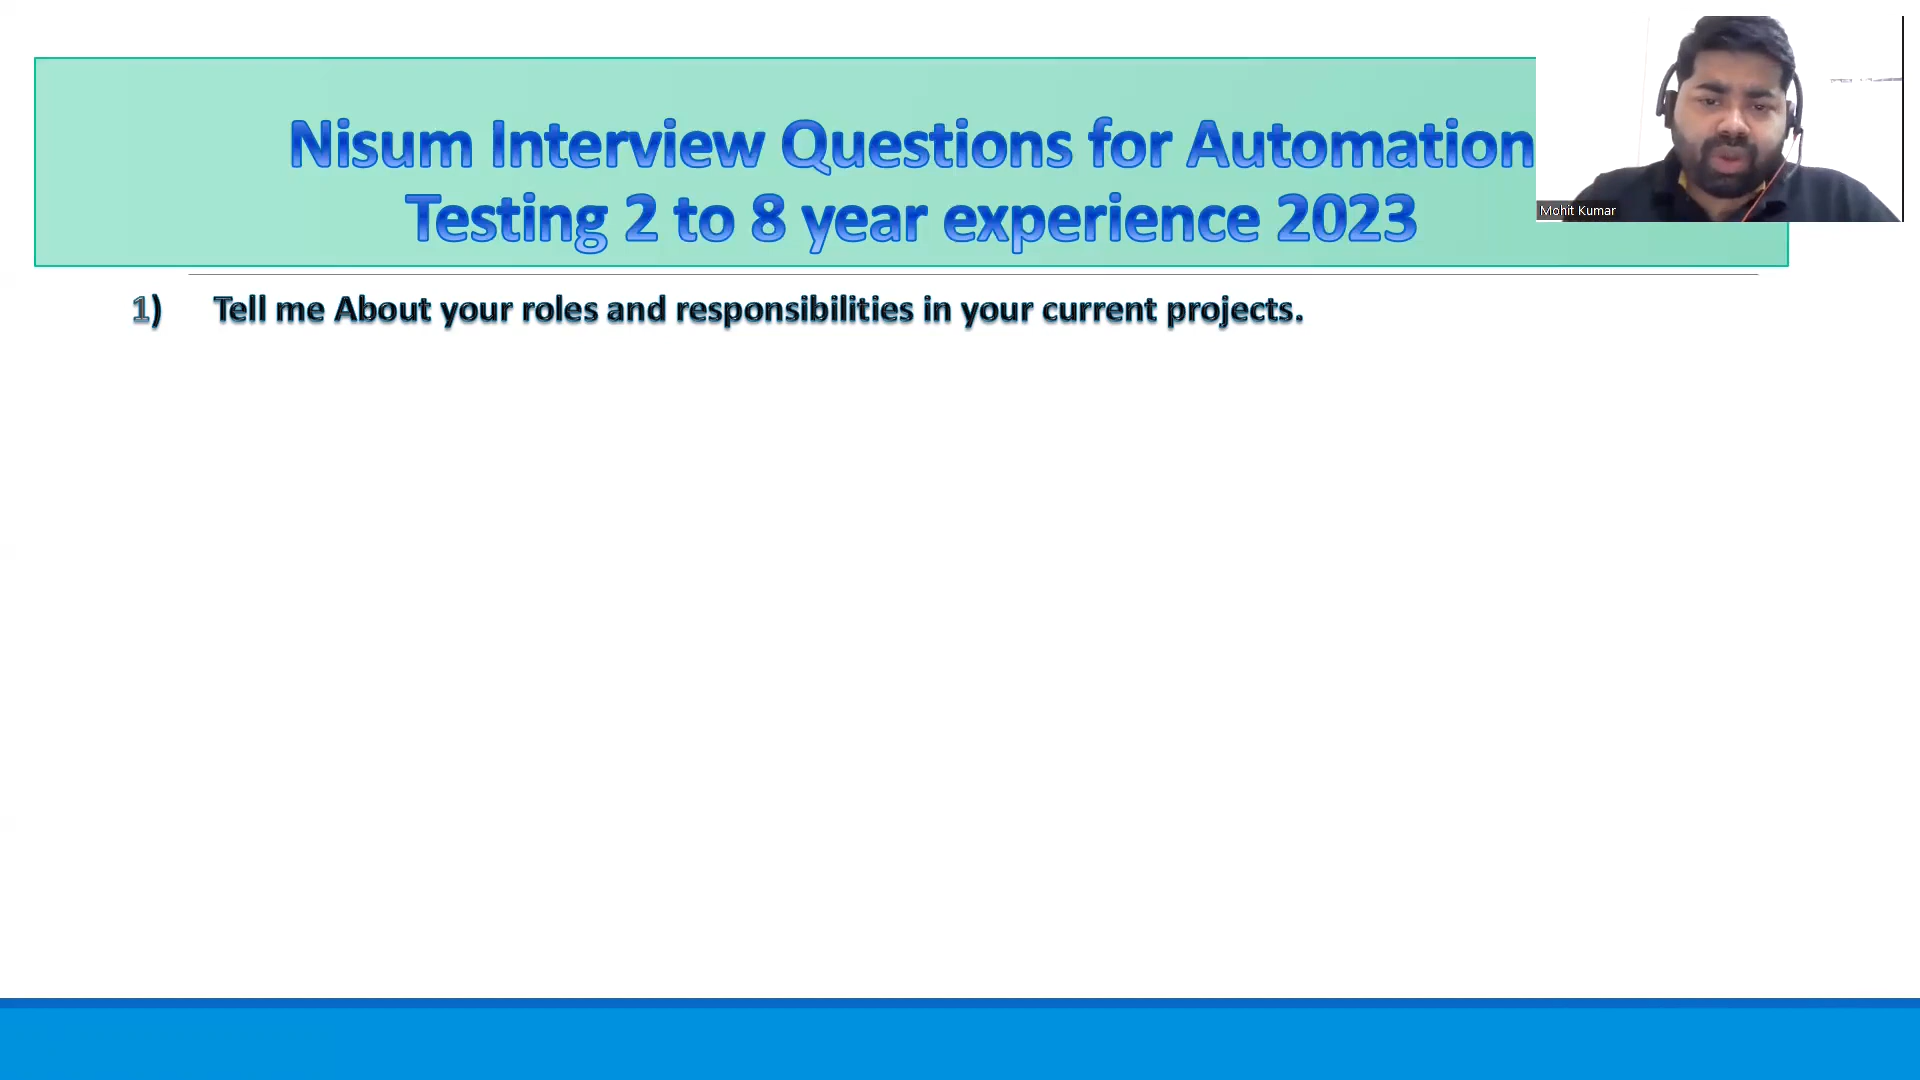 Nisum Interview Questions for Automation
Testing 2 to 8 year experience 2023
Mohit Kumar
1) Tell me About your roles and responsibilities in your current projects.